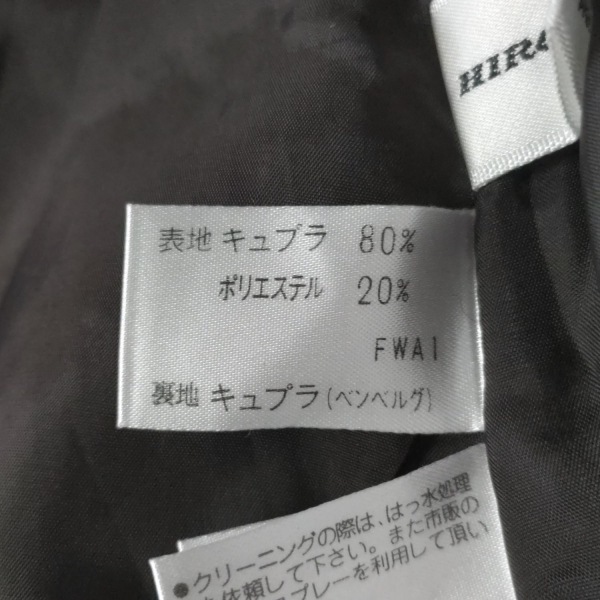 HIRO
表地 キュプラ 80%
ポリエステル 20%
FWAI
裏地 キュプラ (ベンベルグ)
●クリーニングの際は、はっ水処理
を依頼して下さい。また市販の
スプレーを利用して頂い